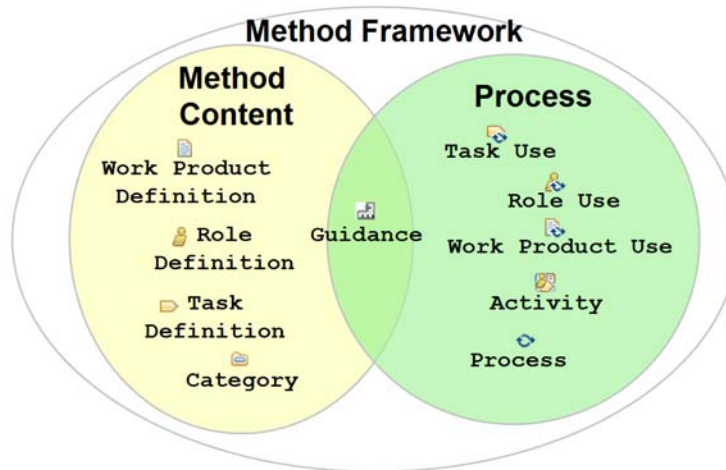 Method Framework
Method
Content
Work Product
Definition
Role
Definition
Task
Definition
Category
Guidance
Process
Task Use
Role Use
Work Product Use
Activity
Process